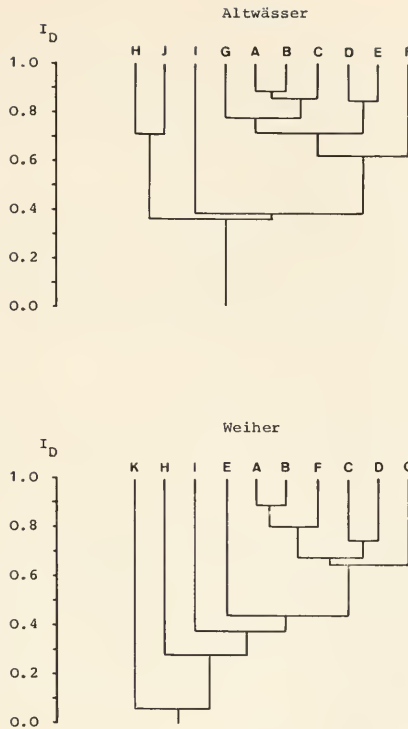 Altwässer
I_D
H J I G A B C D E F
1.0
0.8
0.6
0.4
0.2
0.0
Weiher
I_D
K H I E A B F C D G
1.0
0.8
0.6
0.4
0.2
0.0